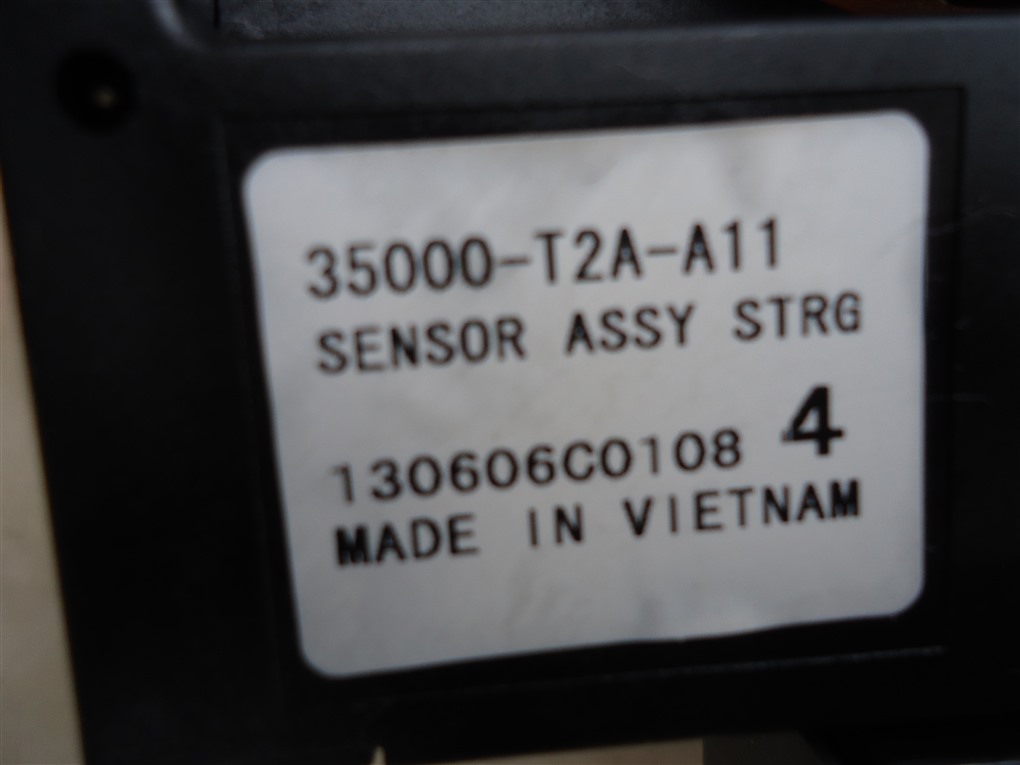 35000-T2A-A11
SENSOR ASSY STRG
130606C0108 4
MADE IN VIETNAM